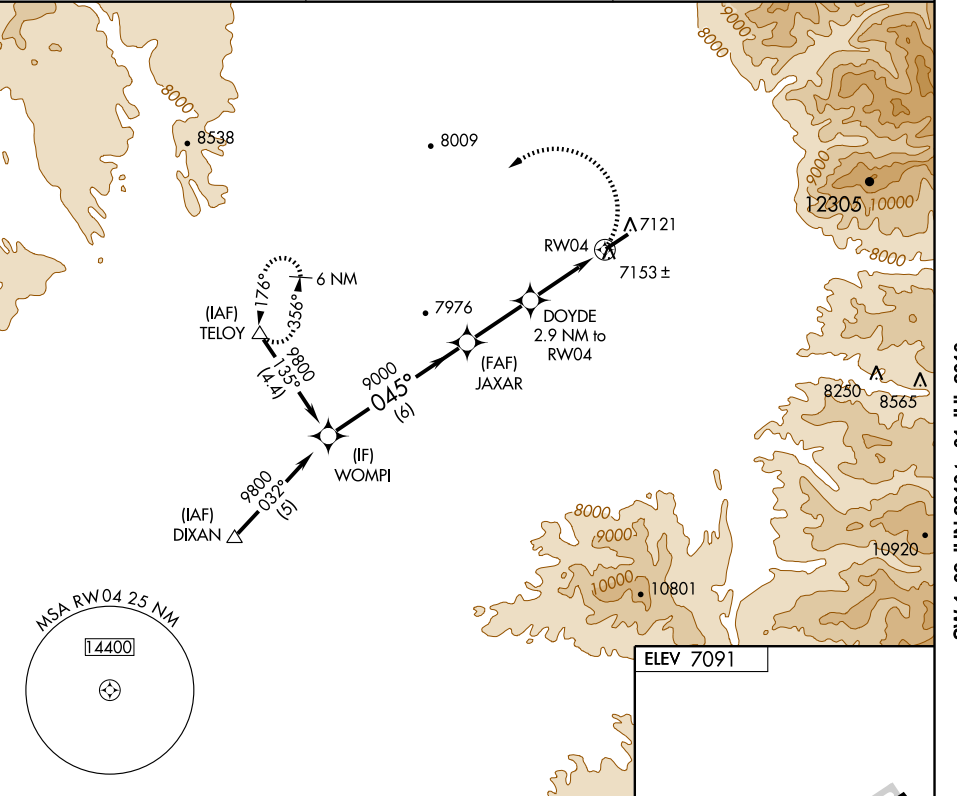 9000
8000
8000
8538
8009
9000
12305
10000
7121
RW04
7153 ±
8000
6 NM
176°
356°
(IAF)
TELOY
7976
DOYDE
2.9 NM to
RW04
9800
135°
(4.4)
(FAF)
JAXAR
9000
045°
(6)
8250
8565
(IF)
WOMPI
9800
032°
(5)
(IAF)
DIXAN
8000
9000
10920
10000
10801
MSA RW04 25 NM
14400
ELEV 7091